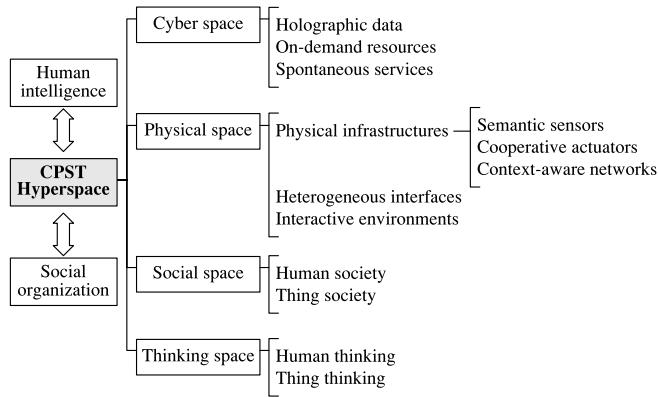 Human
intelligence
CPST
Hyperspace
Social
organization
Cyber space
Holographic data
On-demand resources
Spontaneous services
Physical space
Physical infrastructures
Semantic sensors
Cooperative actuators
Context-aware networks
Heterogeneous interfaces
Interactive environments
Social space
Human society
Thing society
Thinking space
Human thinking
Thing thinking